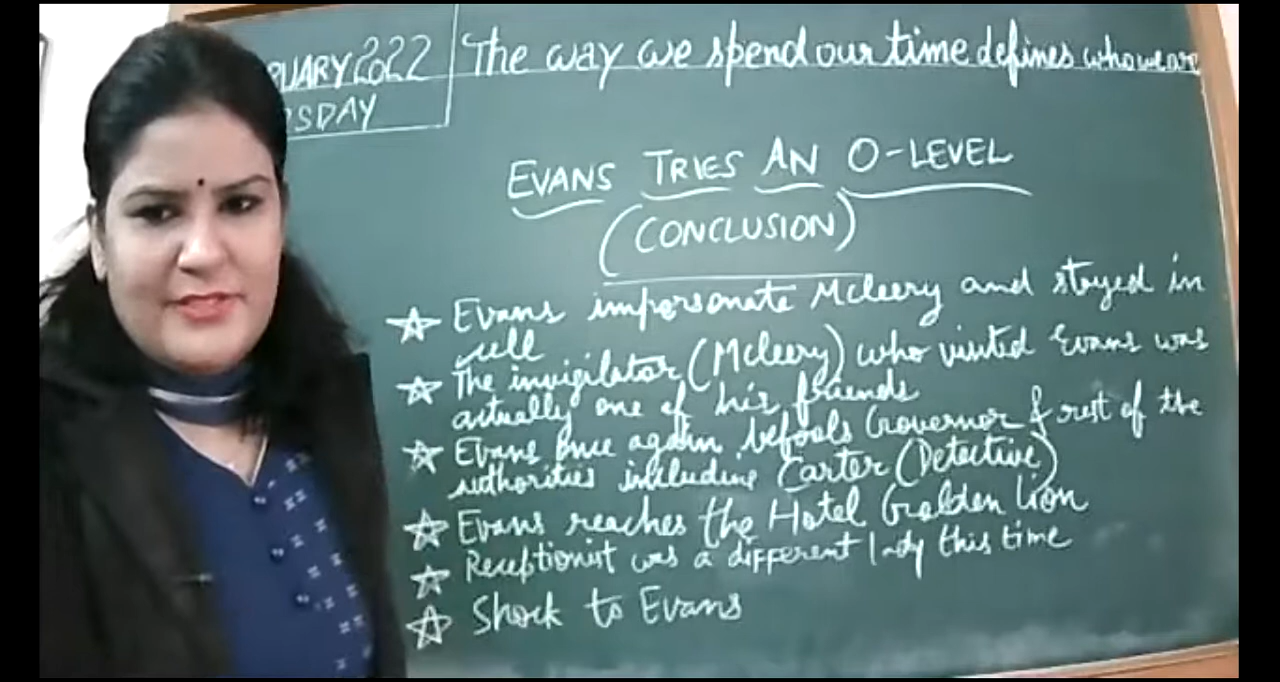 UARY 2022
SDAY
The way we spend our time defines who we ar
EVANS TRIES AN O-LEVEL
(CONCLUSION)
Evans imporsonate Mcleery and stayed in
cell
The invigilator (Mcleery) who visited Evans was
actually one of his friends
Evans once again befools Governor & rest of the
authorities including Carter (Detective)
Evans reaches the Hotel Golden Lion
Receptionist was a different lady this time
Shock to Evans